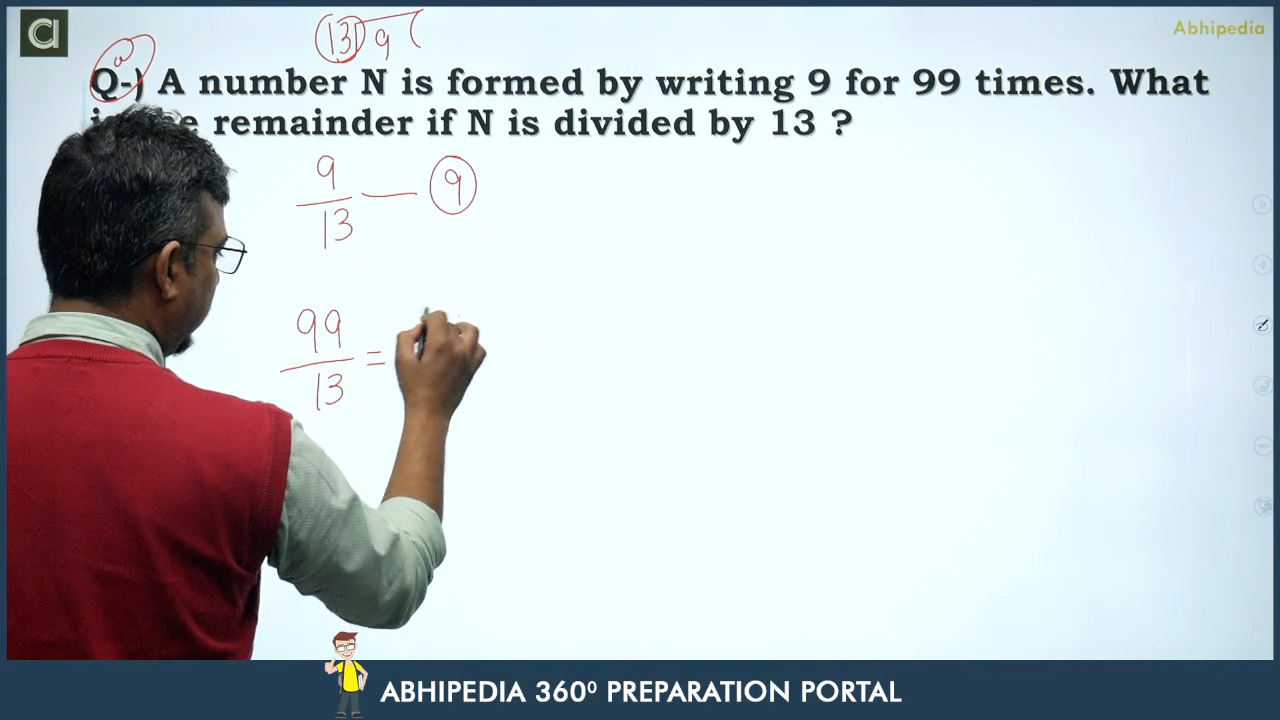 Abhipedia
13) 9 (
Q-) A number N is formed by writing 9 for 99 times. What
remainder if N is divided by 13 ?
9
13
9
99
13
=
ABHIPEDIA 360⁰ PREPARATION PORTAL